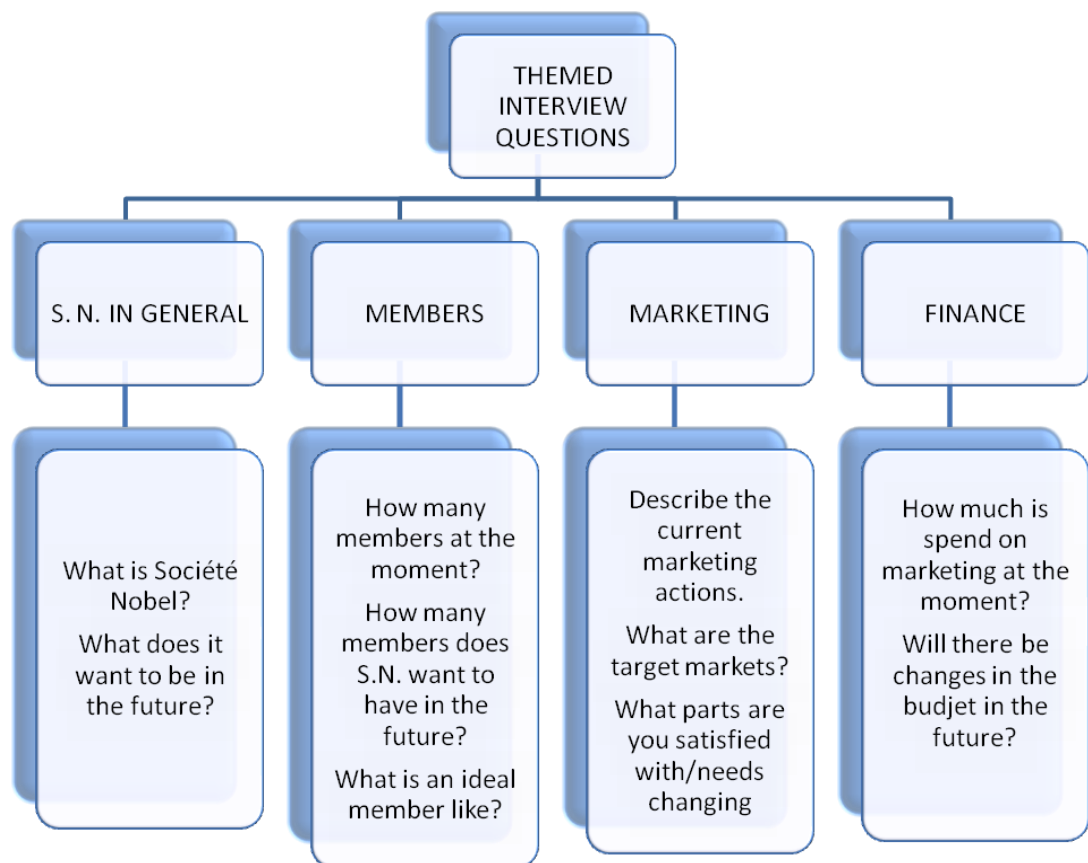 THEMED
INTERVIEW
QUESTIONS
S. N. IN GENERAL
MEMBERS
MARKETING
FINANCE
What is Société
Nobel?
What does it
want to be in
the future?
How many
members at the
moment?
How many
members does
S.N. want to
have in the
future?
What is an ideal
member like?
Describe the
current
marketing
actions.
What are the
target markets?
What parts are
you satisfied
with/needs
changing
How much is
spend on
marketing at the
moment?
Will there be
changes in the
budjet in the
future?